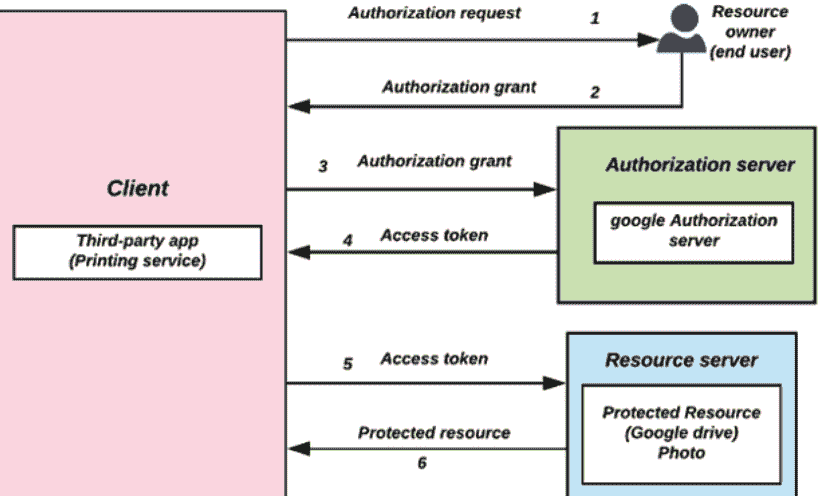 Authorization request 1
Resource
owner
(end user)
Authorization grant 2
3 Authorization grant
Authorization server
Client
google Authorization
server
Third-party app
(Printing service)
4 Access token
5 Access token
Resource server
Protected Resource
(Google drive)
Photo
Protected resource
6